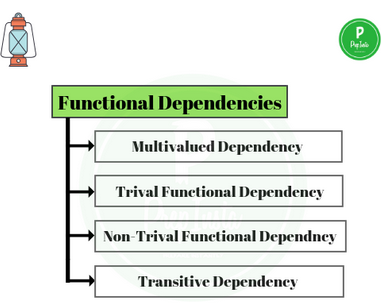 P
Functional Dependencies
Multivalued Dependency
Trival Functional Dependency
Non-Trival Functional Dependncy
Transitive Dependency